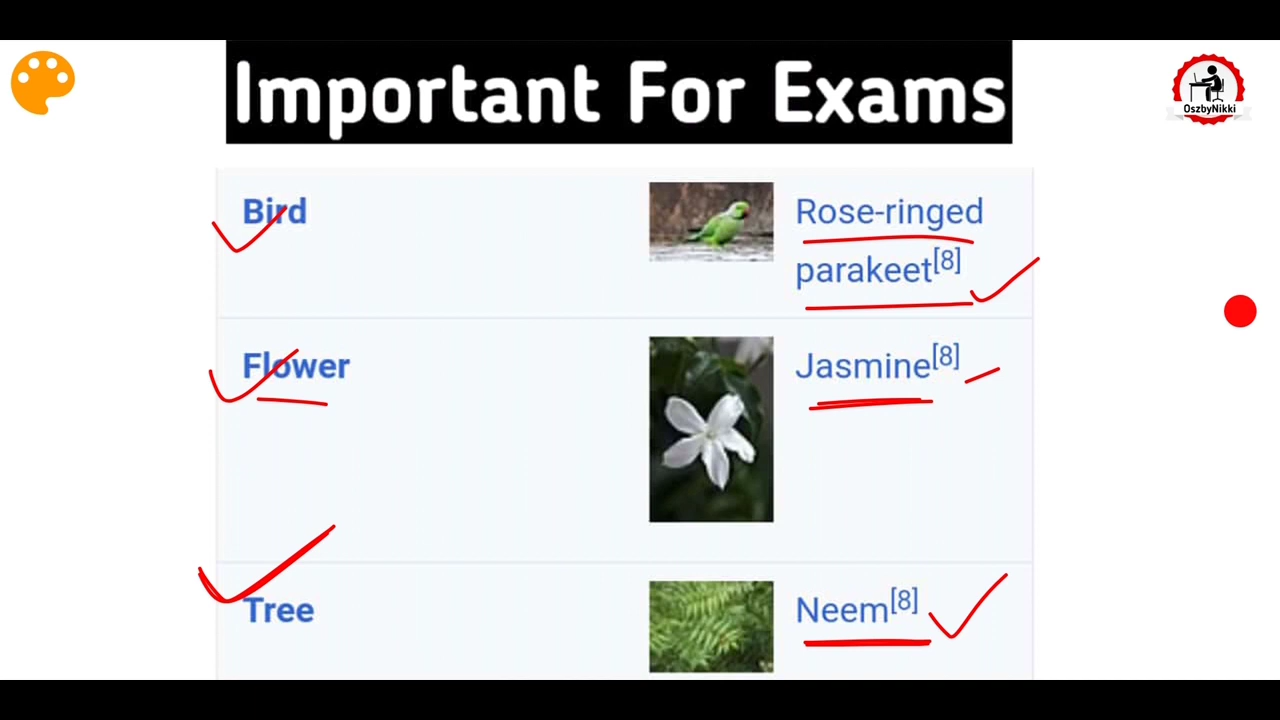 Important For Exams
OszbyNikki
Bird
Rose-ringed
parakeet[8]
Flower
Jasmine[8]
Tree
Neem[8]